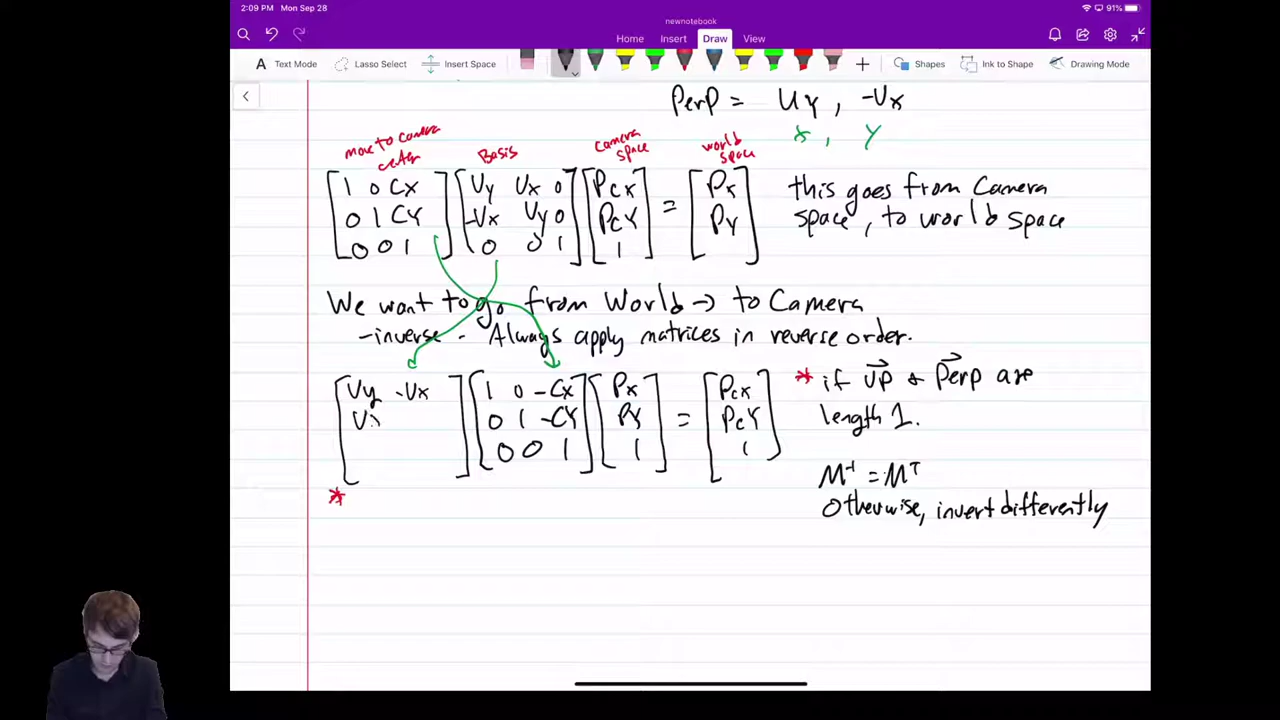 2:09 PM Mon Sep 28
91%
newnotebook
Home Insert Draw View
Text Mode Lasso Select Insert Space Shapes Ink to Shape Drawing Mode
PerP = Uy, -Ux
x, y
move to camera center Basis camera space world space
[1 0 Cx] [Uy Ux 0] [Pcx] = [Px] this goes from Camera
[0 1 CY] [-Ux Uy 0] [PcY] [PY] space, to world space
[0 0 1] [0 0 1] [1]
We want to go from World → to Camera
-inverse - Always apply matrices in reverse order.
[Uy -Ux] [1 0 -Cx] [Px] = [Pcx] * if UP & Perp are
[Ux] [0 1 -CY] [PY] [PcY] length 1.
[0 0 1] [1] [1]
M⁻¹ = Mᵀ
*
Otherwise, invert differently